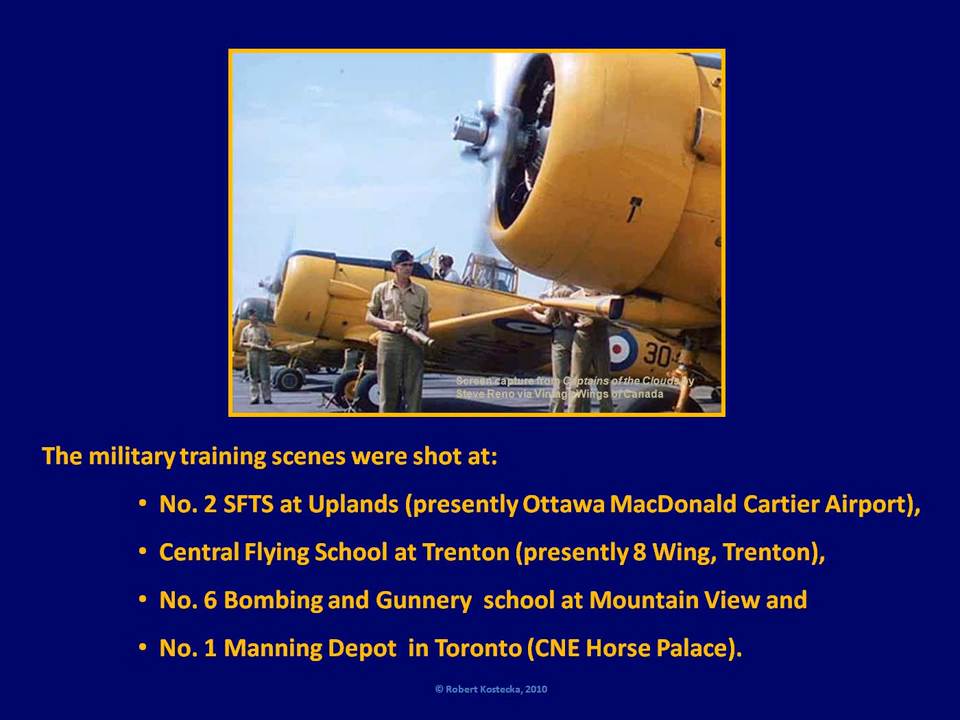 30
Screen capture from Captains of the Clouds by
Steve Reno via Vintage Wings of Canada
The military training scenes were shot at:
• No. 2 SFTS at Uplands (presently Ottawa MacDonald Cartier Airport),
• Central Flying School at Trenton (presently 8 Wing, Trenton),
• No. 6 Bombing and Gunnery school at Mountain View and
• No. 1 Manning Depot in Toronto (CNE Horse Palace).
© Robert Kostecka, 2010